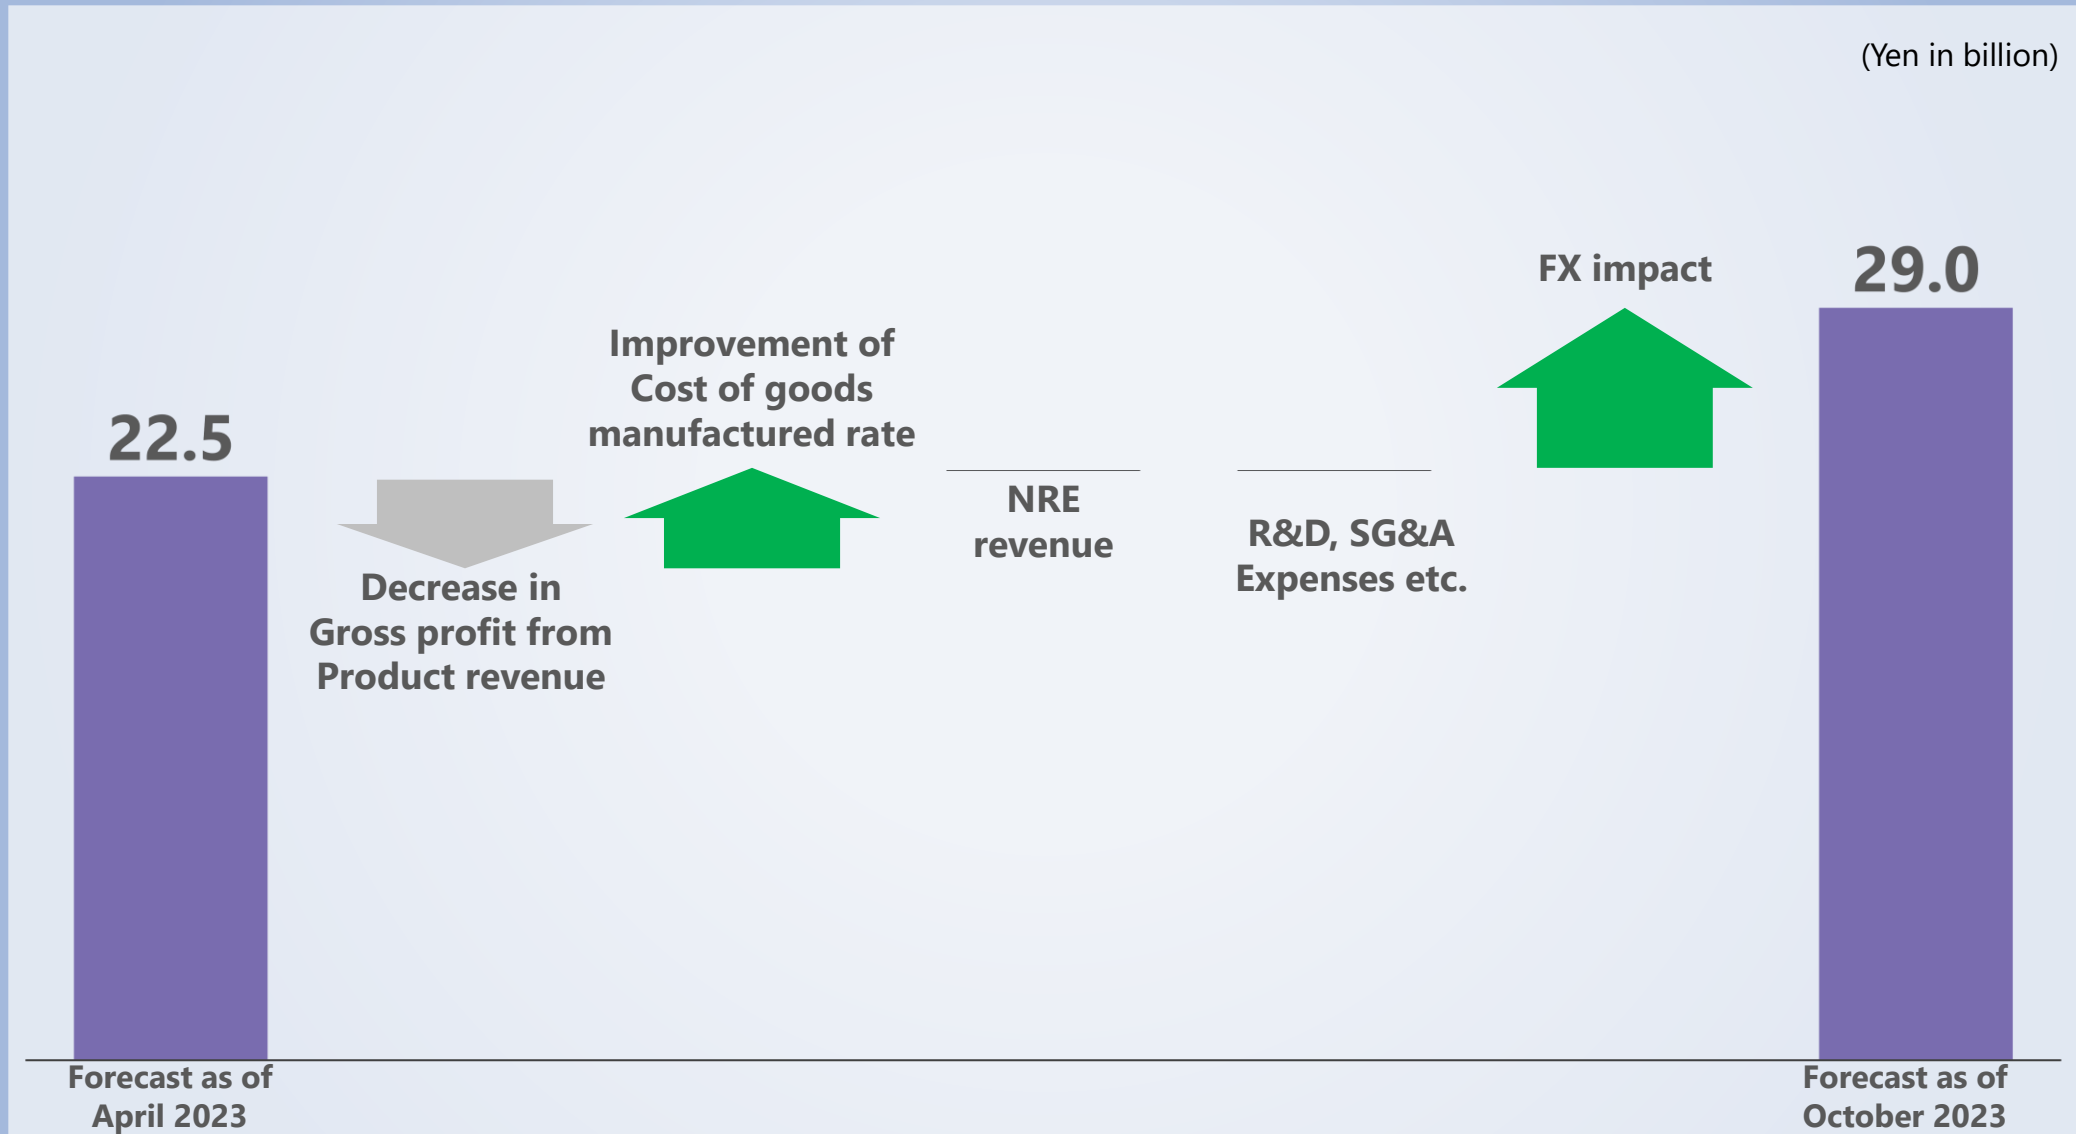 (Yen in billion)
22.5
Decrease in
Gross profit from
Product revenue
Improvement of
Cost of goods
manufactured rate
NRE
revenue
R&D, SG&A
Expenses etc.
FX impact
29.0
Forecast as of
April 2023
Forecast as of
October 2023